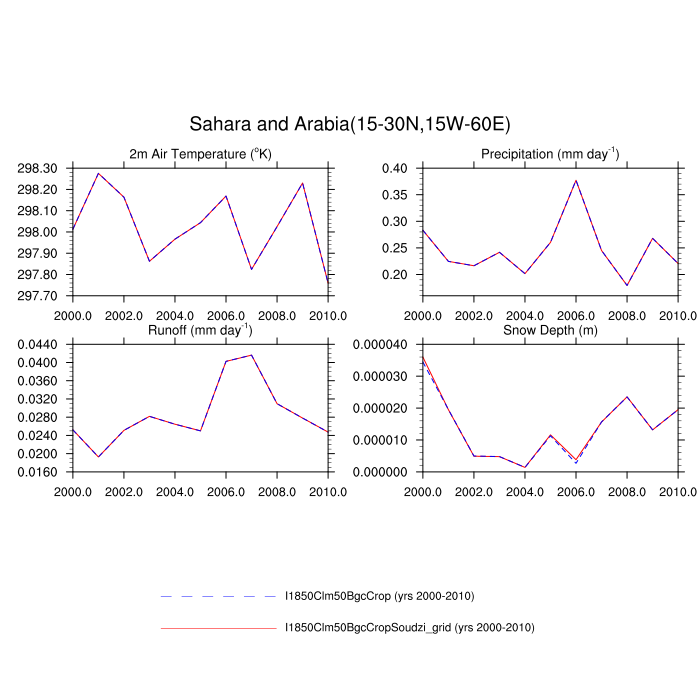 Sahara and Arabia(15-30N,15W-60E)
2m Air Temperature (°K)
298.30
298.20
298.10
298.00
297.90
297.80
297.70
2000.0 2002.0 2004.0 2006.0 2008.0 2010.0
Precipitation (mm day⁻¹)
0.40
0.35
0.30
0.25
0.20
2000.0 2002.0 2004.0 2006.0 2008.0 2010.0
Runoff (mm day⁻¹)
0.0440
0.0400
0.0360
0.0320
0.0280
0.0240
0.0200
0.0160
2000.0 2002.0 2004.0 2006.0 2008.0 2010.0
Snow Depth (m)
0.000040
0.000030
0.000020
0.000010
0.000000
2000.0 2002.0 2004.0 2006.0 2008.0 2010.0
I1850Clm50BgcCrop (yrs 2000-2010)
I1850Clm50BgcCropSoudzi_grid (yrs 2000-2010)